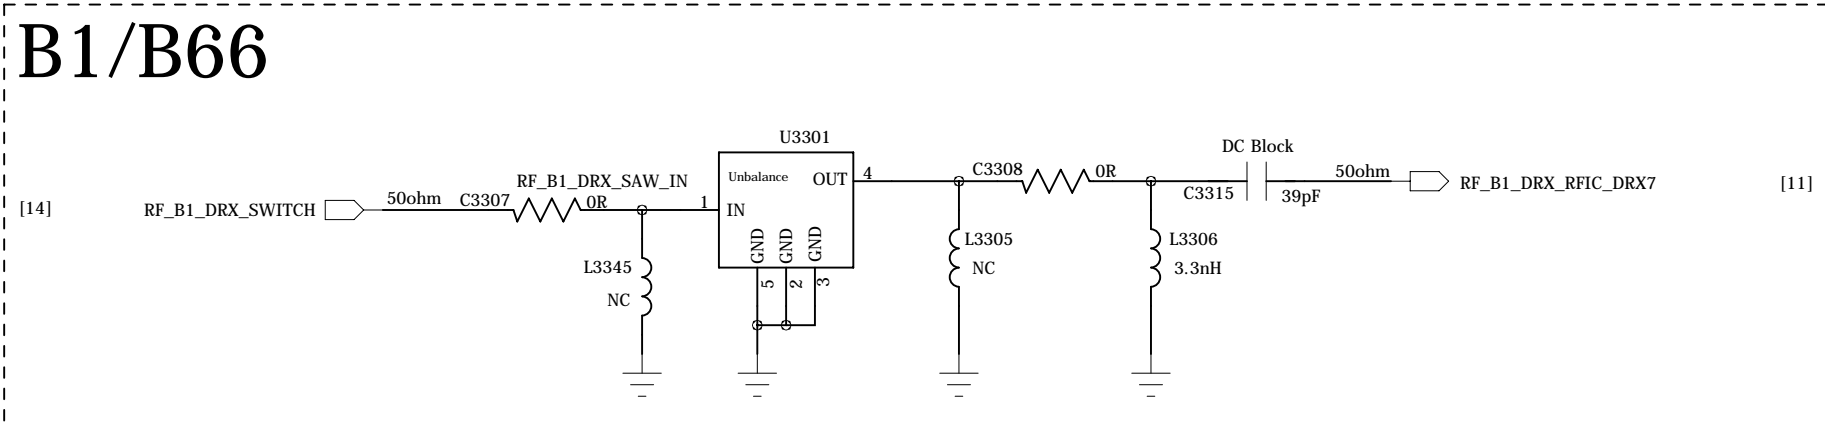 B1/B66
U3301
DC Block
RF_B1_DRX_SAW_IN
Unbalance
OUT
4
C3308
0R
50ohm
RF_B1_DRX_RFIC_DRX7
[11]
C3315
39pF
[14]
RF_B1_DRX_SWITCH
50ohm
C3307
0R
1
IN
GND
GND
GND
5
2
3
L3345
NC
L3305
NC
L3306
3.3nH